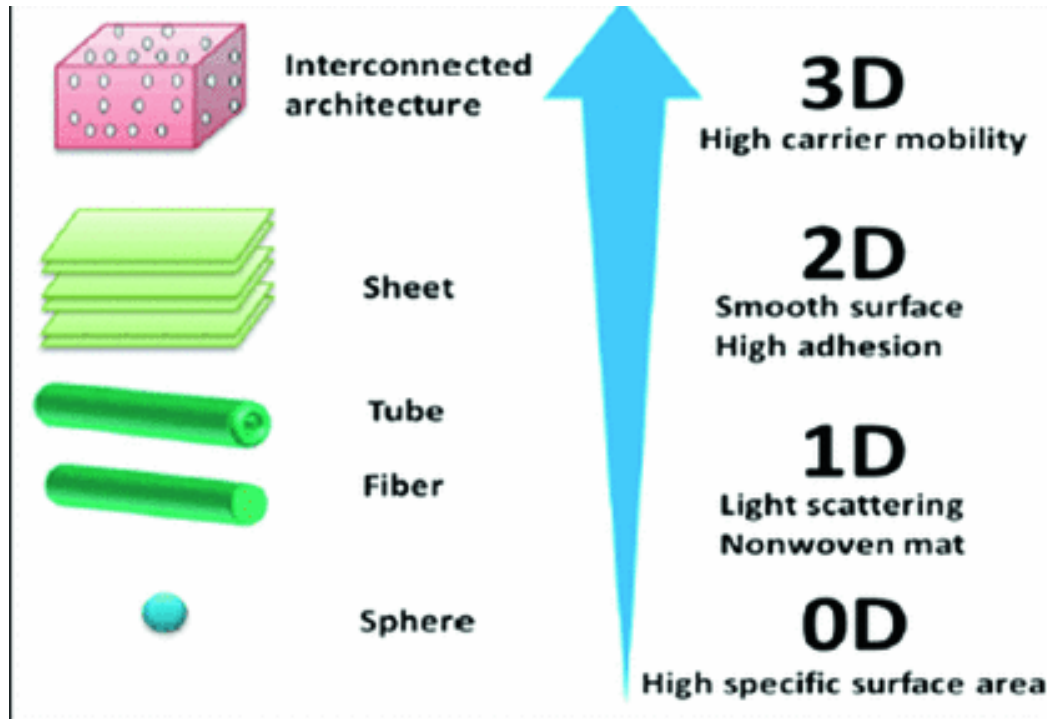 Interconnected
architecture
3D
High carrier mobility
Sheet
2D
Smooth surface
High adhesion
Tube
Fiber
1D
Light scattering
Nonwoven mat
Sphere
0D
High specific surface area